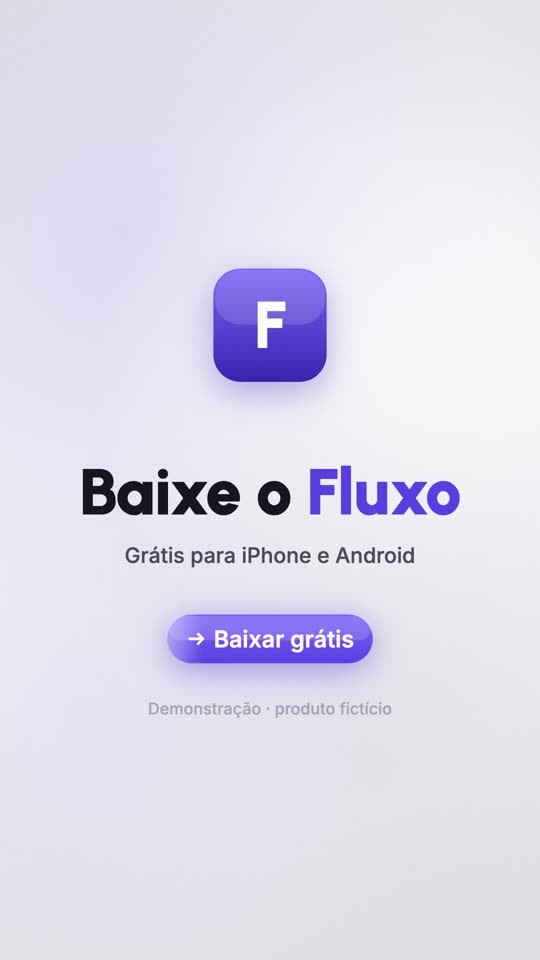 F
Baixe o Fluxo
Grátis para iPhone e Android
→ Baixar grátis
Demonstração · produto fictício